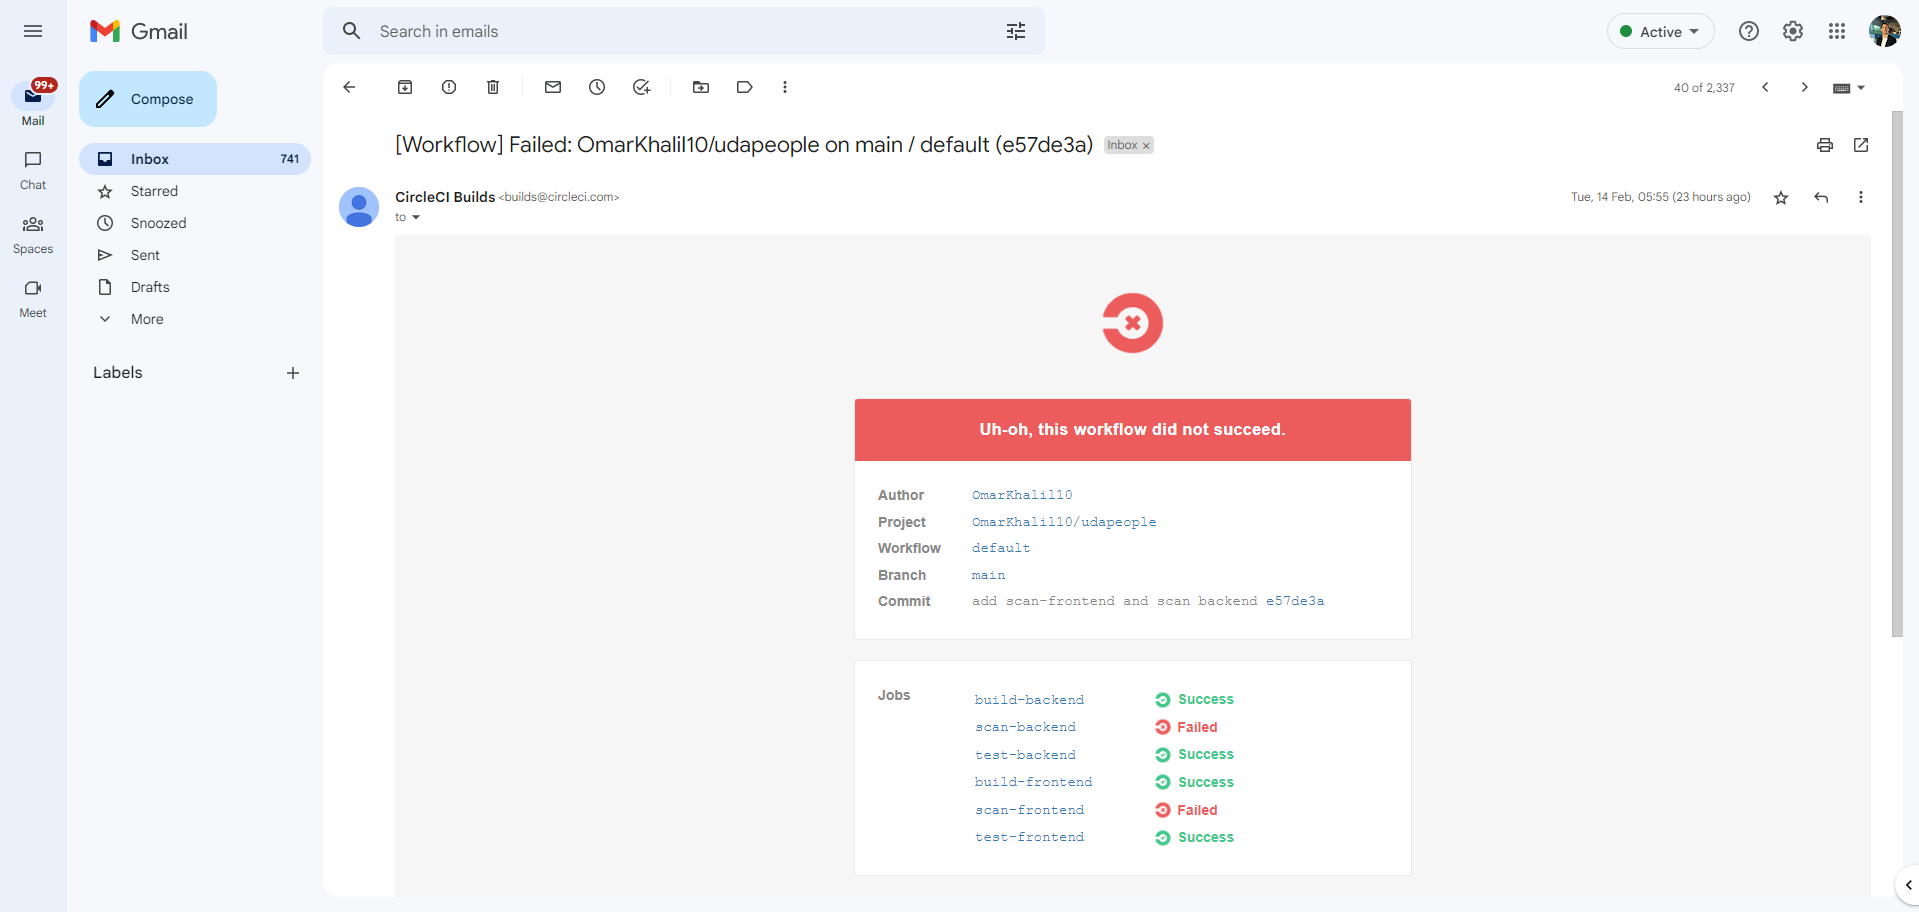 Gmail
Search in emails
Active
99+
Mail
Chat
Spaces
Meet
Compose
Inbox 741
Starred
Snoozed
Sent
Drafts
More
Labels
40 of 2,337
[Workflow] Failed: OmarKhalil10/udapeople on main / default (e57de3a) Inbox ×
CircleCI Builds <builds@circleci.com>
Tue, 14 Feb, 05:55 (23 hours ago)
to
Uh-oh, this workflow did not succeed.
Author OmarKhalil10
Project OmarKhalil10/udapeople
Workflow default
Branch main
Commit add scan-frontend and scan backend e57de3a
Jobs
build-backend Success
scan-backend Failed
test-backend Success
build-frontend Success
scan-frontend Failed
test-frontend Success